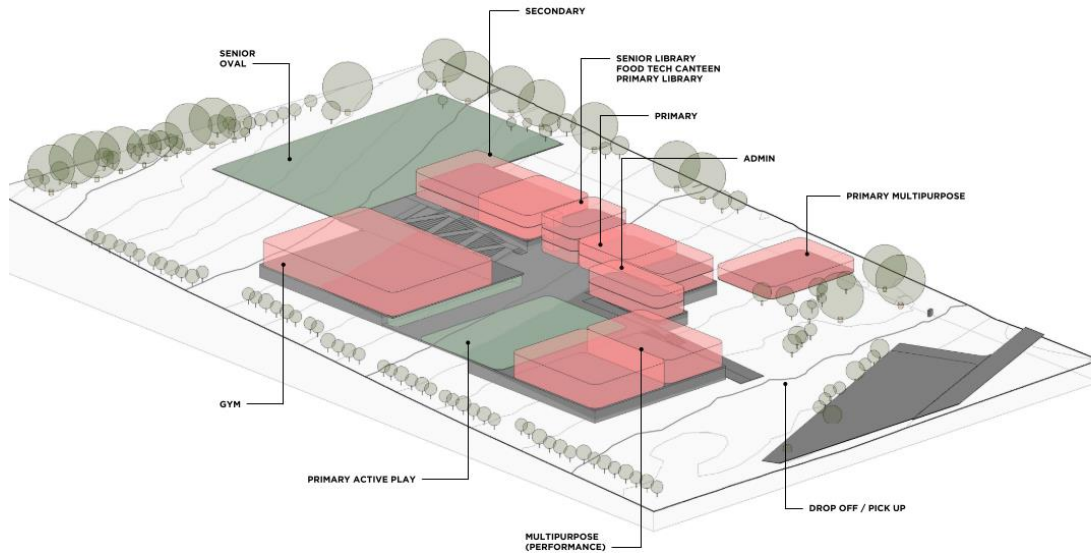 SECONDARY
SENIOR
OVAL
SENIOR LIBRARY
FOOD TECH CANTEEN
PRIMARY LIBRARY
PRIMARY
ADMIN
PRIMARY MULTIPURPOSE
GYM
PRIMARY ACTIVE PLAY
DROP OFF / PICK UP
MULTIPURPOSE
(PERFORMANCE)